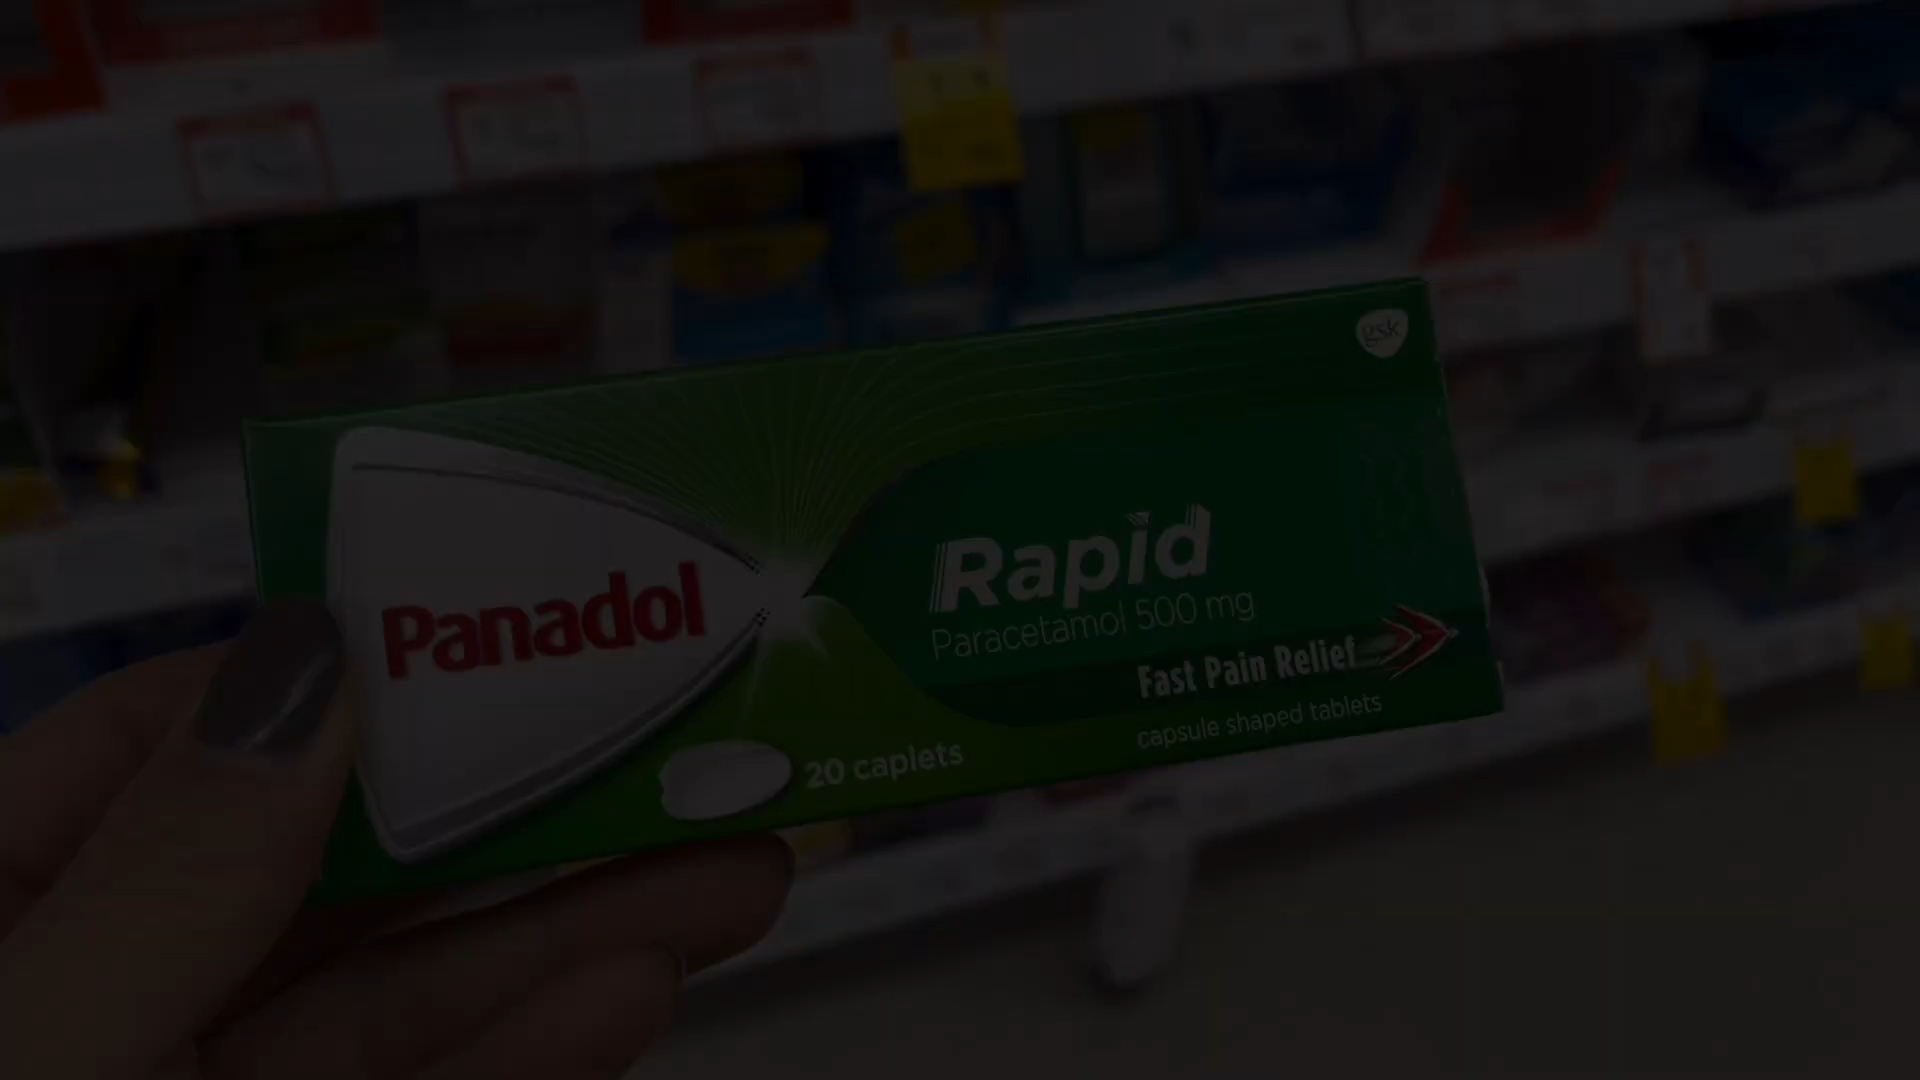 gsk
Panadol
Rapid
Paracetamol 500 mg
Fast Pain Relief
20 caplets
capsule shaped tablets